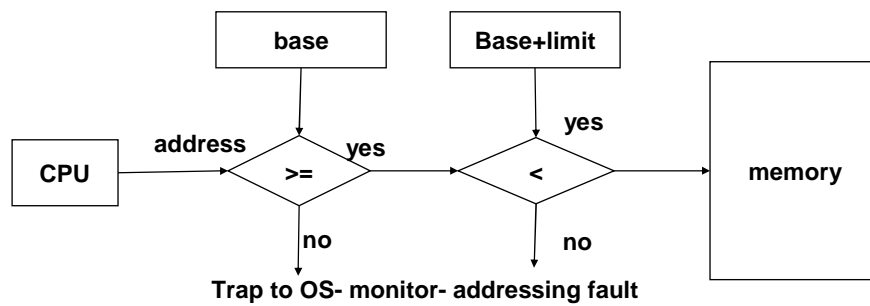 base
Base+limit
address
yes
yes
CPU
>=
<
memory
no
no
Trap to OS- monitor- addressing fault